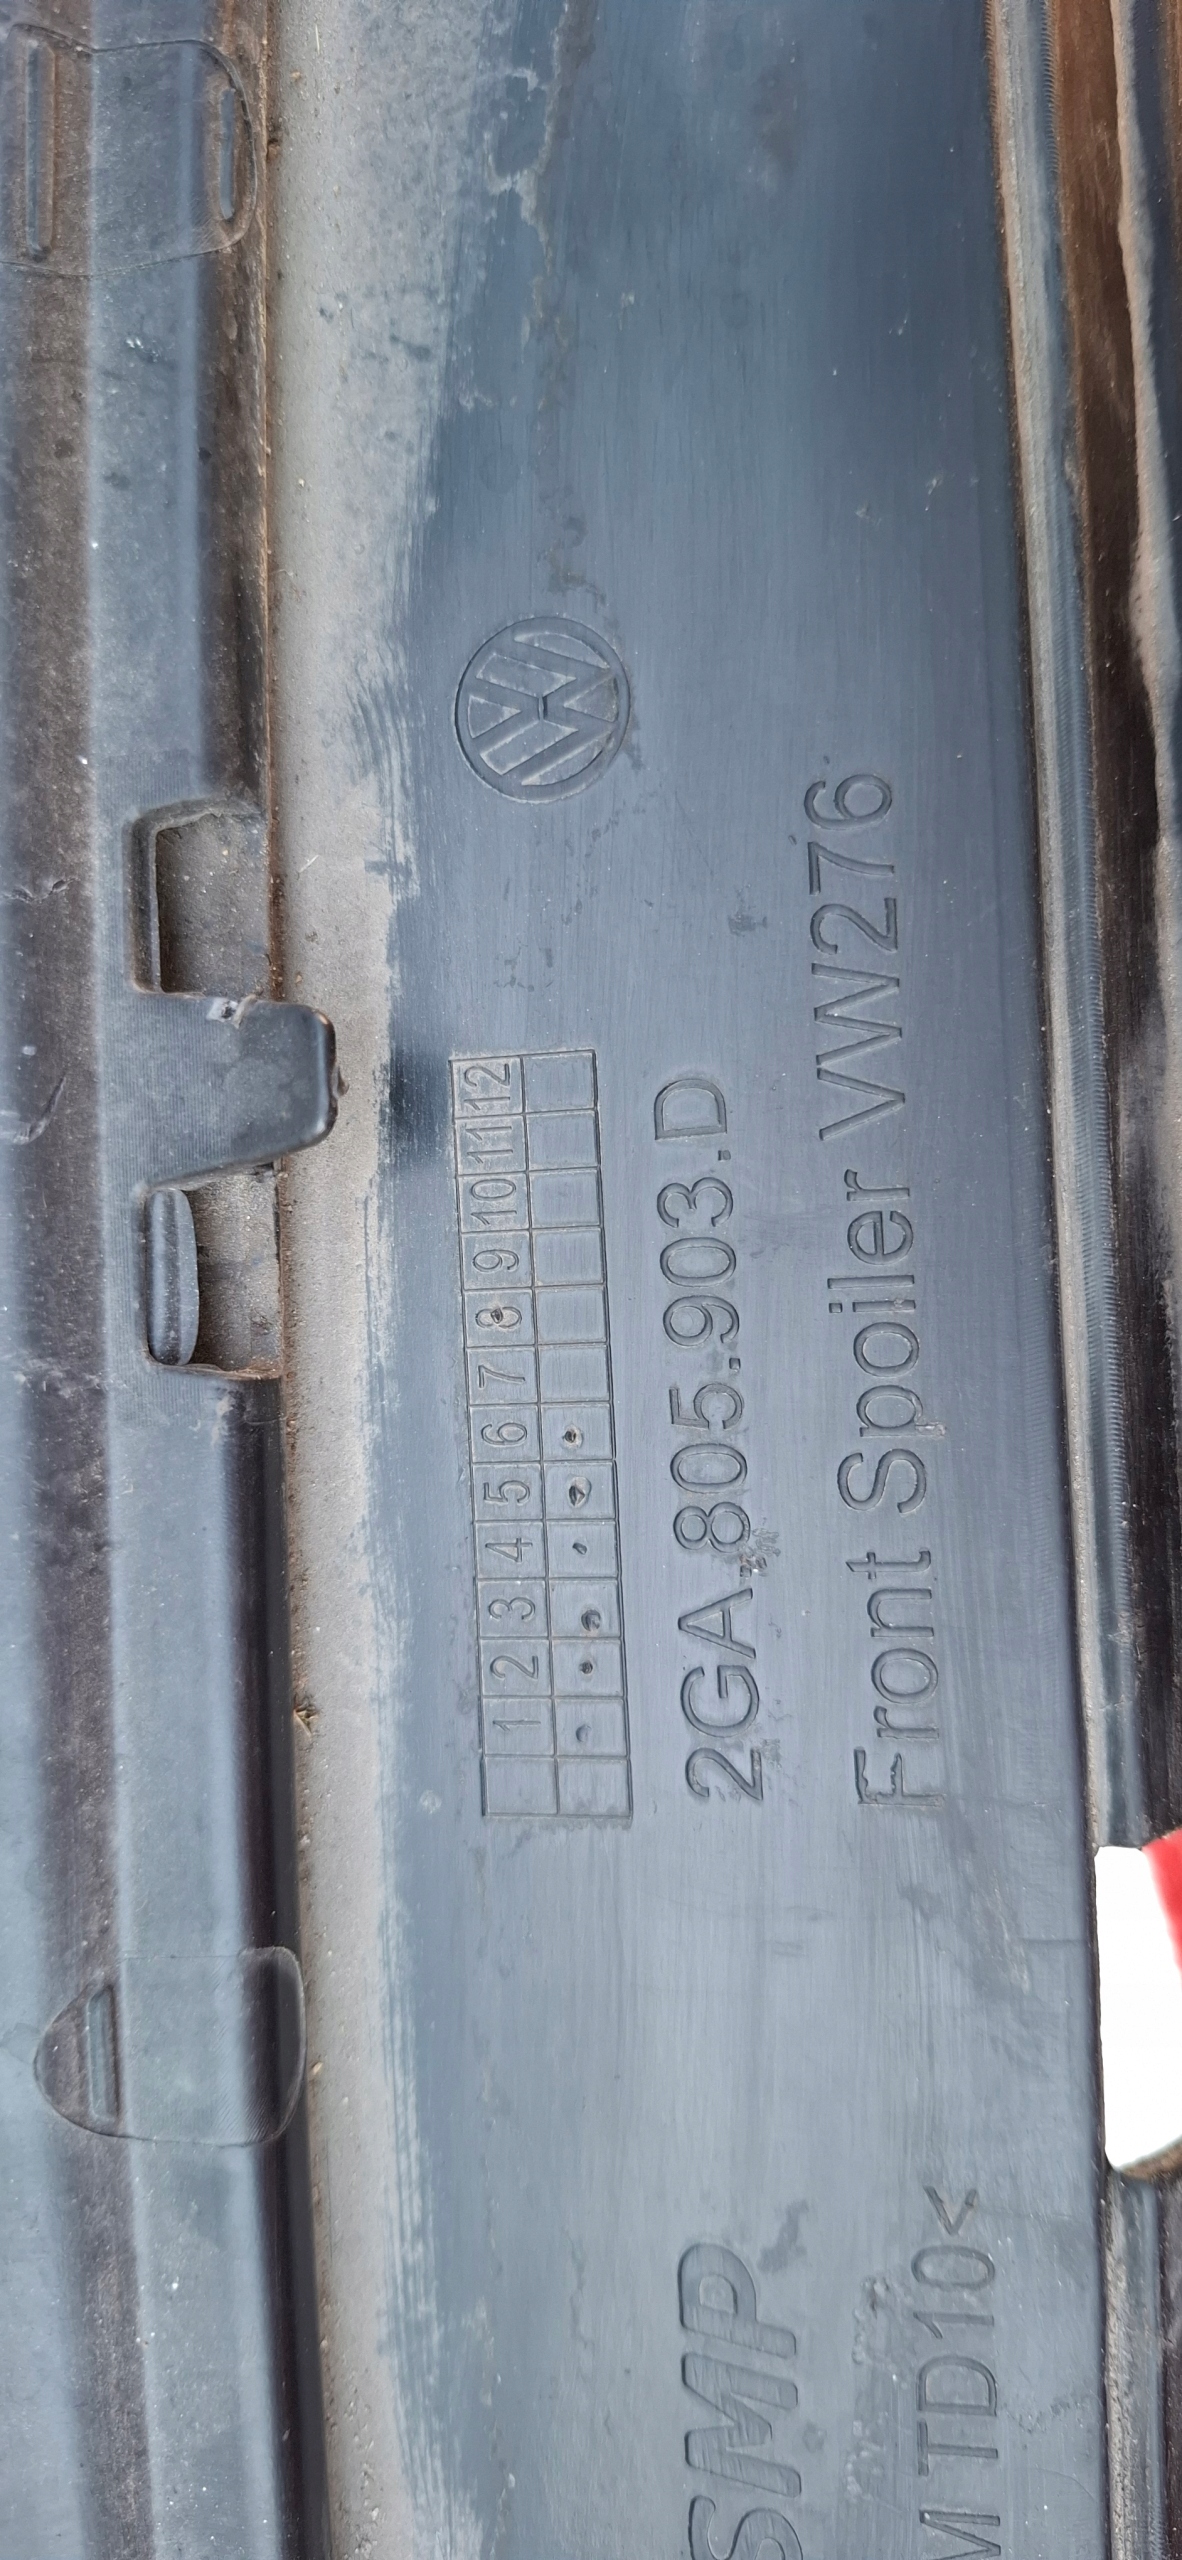 1 2 3 4 5 6 7 8 9 10 11 12
2GA.805.903.D
Front Spoiler VW276
SMP
TD10<